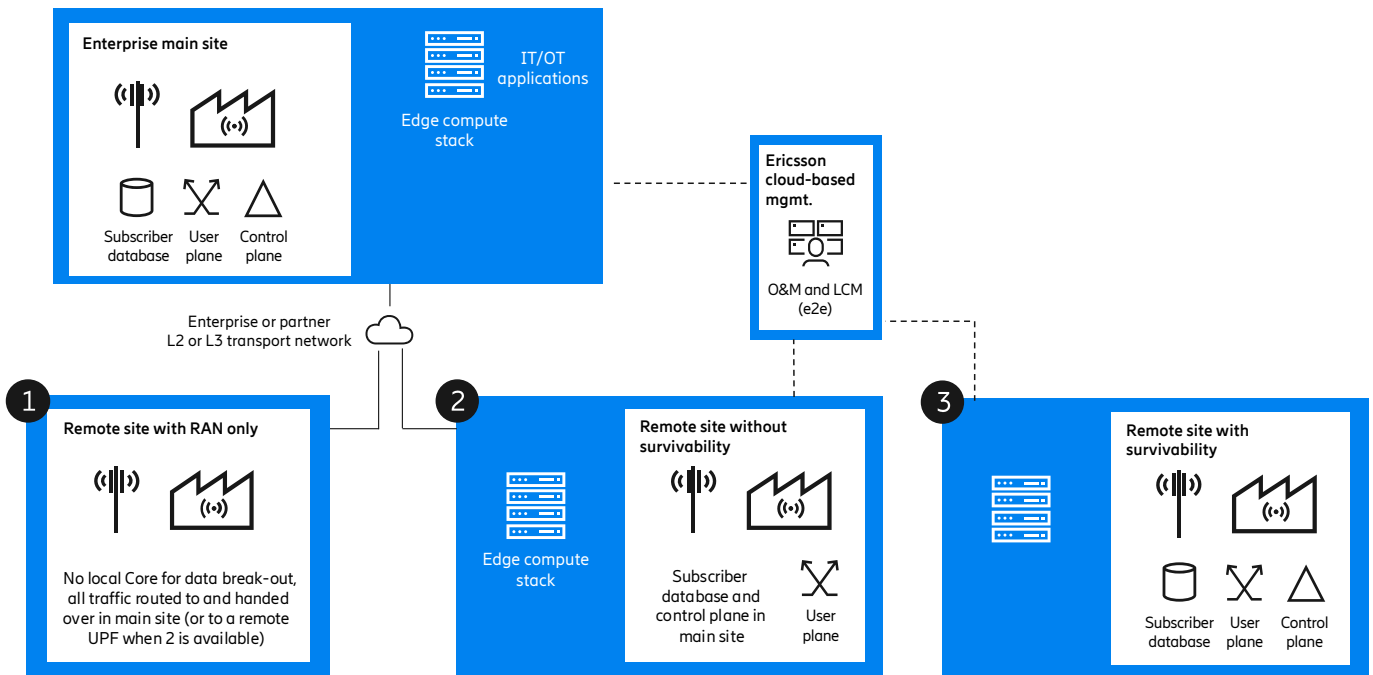 Enterprise main site
IT/OT
applications
Edge compute
stack
Subscriber
database
User
plane
Control
plane
Ericsson
cloud-based
mgmt.
O&M and LCM
(e2e)
Enterprise or partner
L2 or L3 transport network
1
Remote site with RAN only
No local Core for data break-out,
all traffic routed to and handed
over in main site (or to a remote
UPF when 2 is available)
2
Remote site without
survivability
Edge compute
stack
Subscriber
database and
control plane in
main site
User
plane
3
Remote site with
survivability
Subscriber
database
User
plane
Control
plane